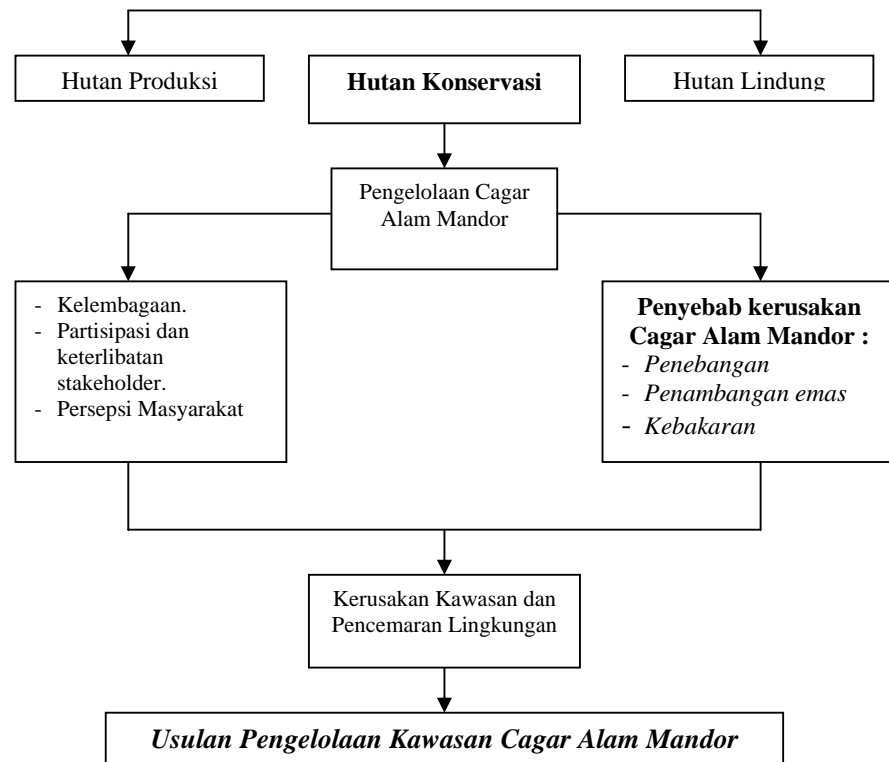 Hutan Produksi
Hutan Konservasi
Hutan Lindung
Pengelolaan Cagar
Alam Mandor
- Kelembagaan.
- Partisipasi dan
keterlibatan
stakeholder.
- Persepsi Masyarakat
Penyebab kerusakan
Cagar Alam Mandor :
- Penebangan
- Penambangan emas
- Kebakaran
Kerusakan Kawasan dan
Pencemaran Lingkungan
Usulan Pengelolaan Kawasan Cagar Alam Mandor